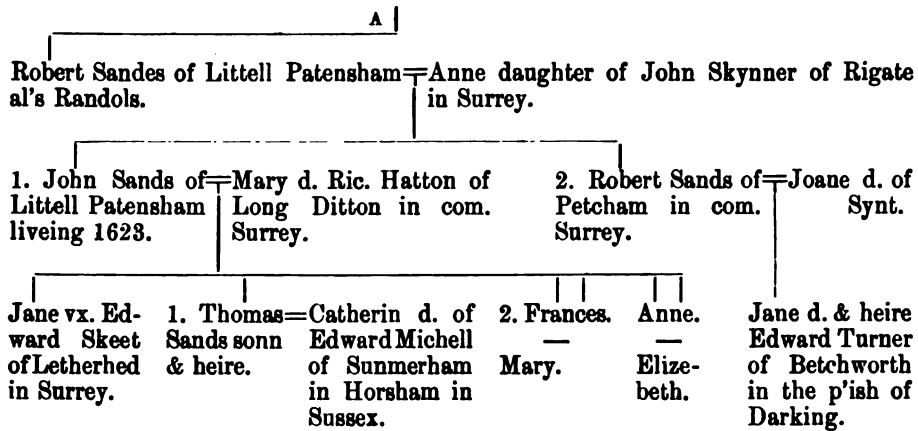 A
Robert Sandes of Littell Patensham
al's Randols.
Anne daughter of John Skynner of Rigate
in Surrey.
1. John Sands of
Littell Patensham
liveing 1623.
Mary d. Ric. Hatton of
Long Ditton in com.
Surrey.
2. Robert Sands of
Petcham in com.
Surrey.
Joane d. of
Synt.
Jane vx. Ed-
ward Skeet
of Letherhed
in Surrey.
1. Thomas
Sands sonn
& heire.
Catherin d. of
Edward Michell
of Sunmerham
in Horsham in
Sussex.
2. Frances.
—
Mary.
Anne.
—
Elize-
beth.
Jane d. & heire
Edward Turner
of Betchworth
in the p'ish of
Darking.